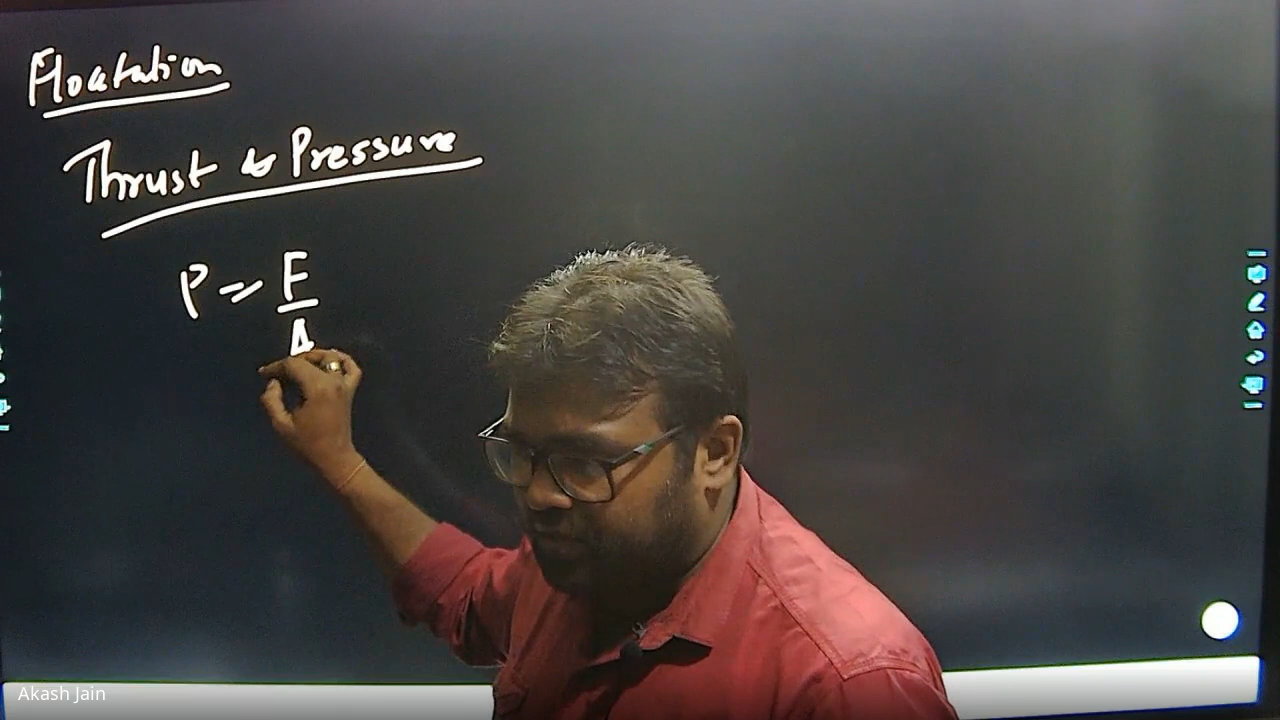 Floatation
Thrust & Pressure
P = F
A
Akash Jain